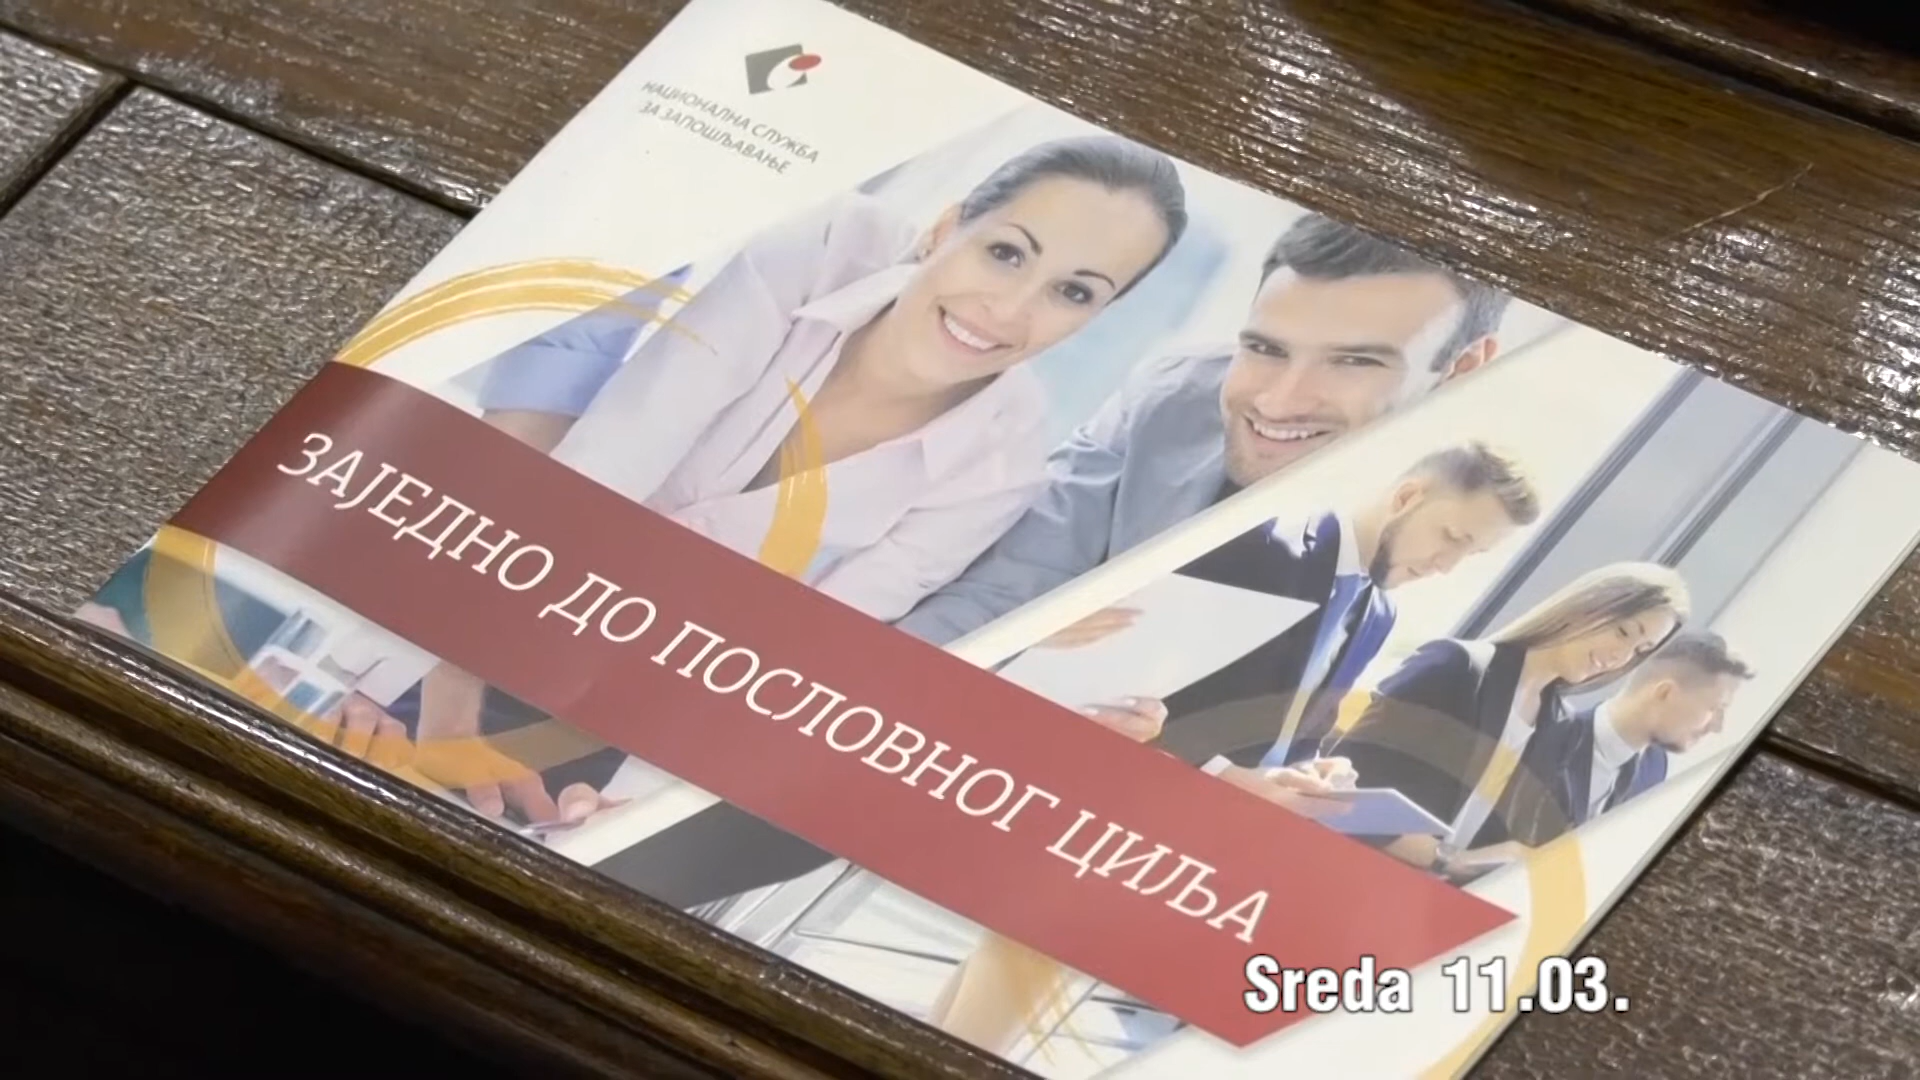 НАЦИОНАЛНА СЛУЖБА
ЗА ЗАПОШЉАВАЊЕ
ЗАЈЕДНО ДО ПОСЛОВНОГ ЦИЉА
Sreda 11.03.